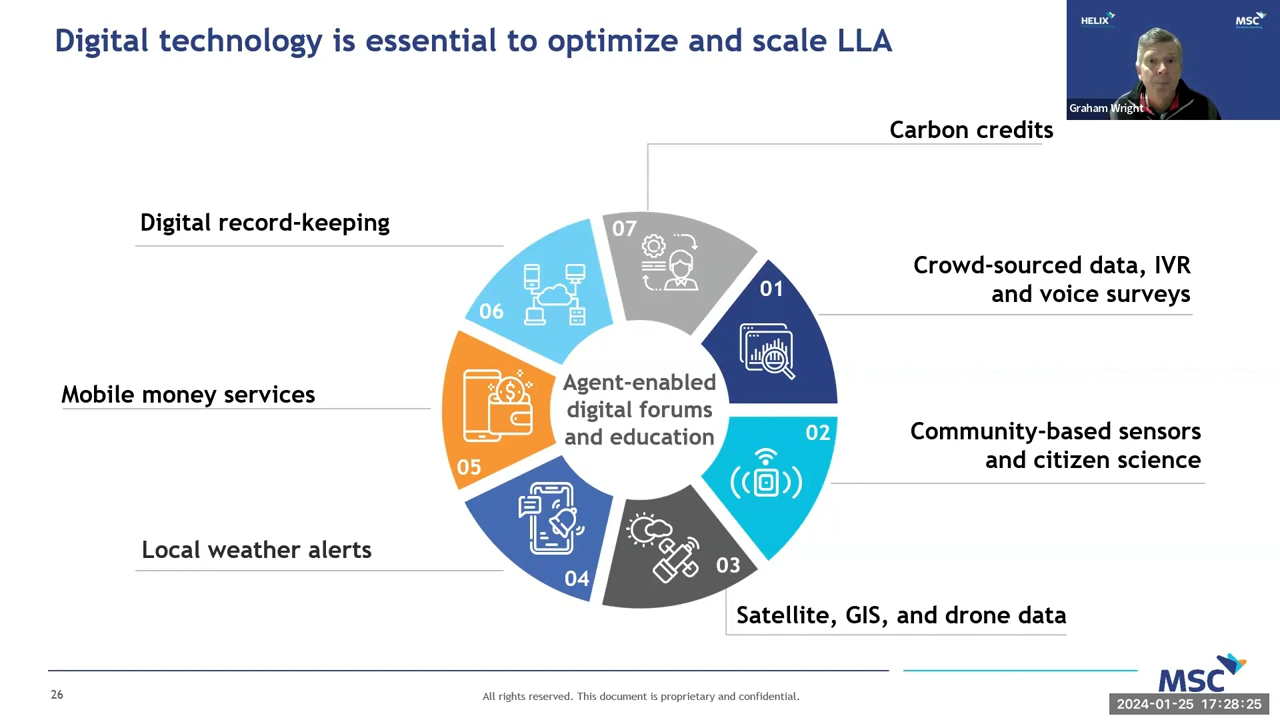 Digital technology is essential to optimize and scale LLA
HELIX
MSC
Graham Wright
Carbon credits
Digital record-keeping
07
Crowd-sourced data, IVR
and voice surveys
01
06
Mobile money services
Agent-enabled
digital forums
and education
02
Community-based sensors
and citizen science
05
Local weather alerts
04
03
Satellite, GIS, and drone data
26
All rights reserved. This document is proprietary and confidential.
MSC
2024-01-25 17:28:25